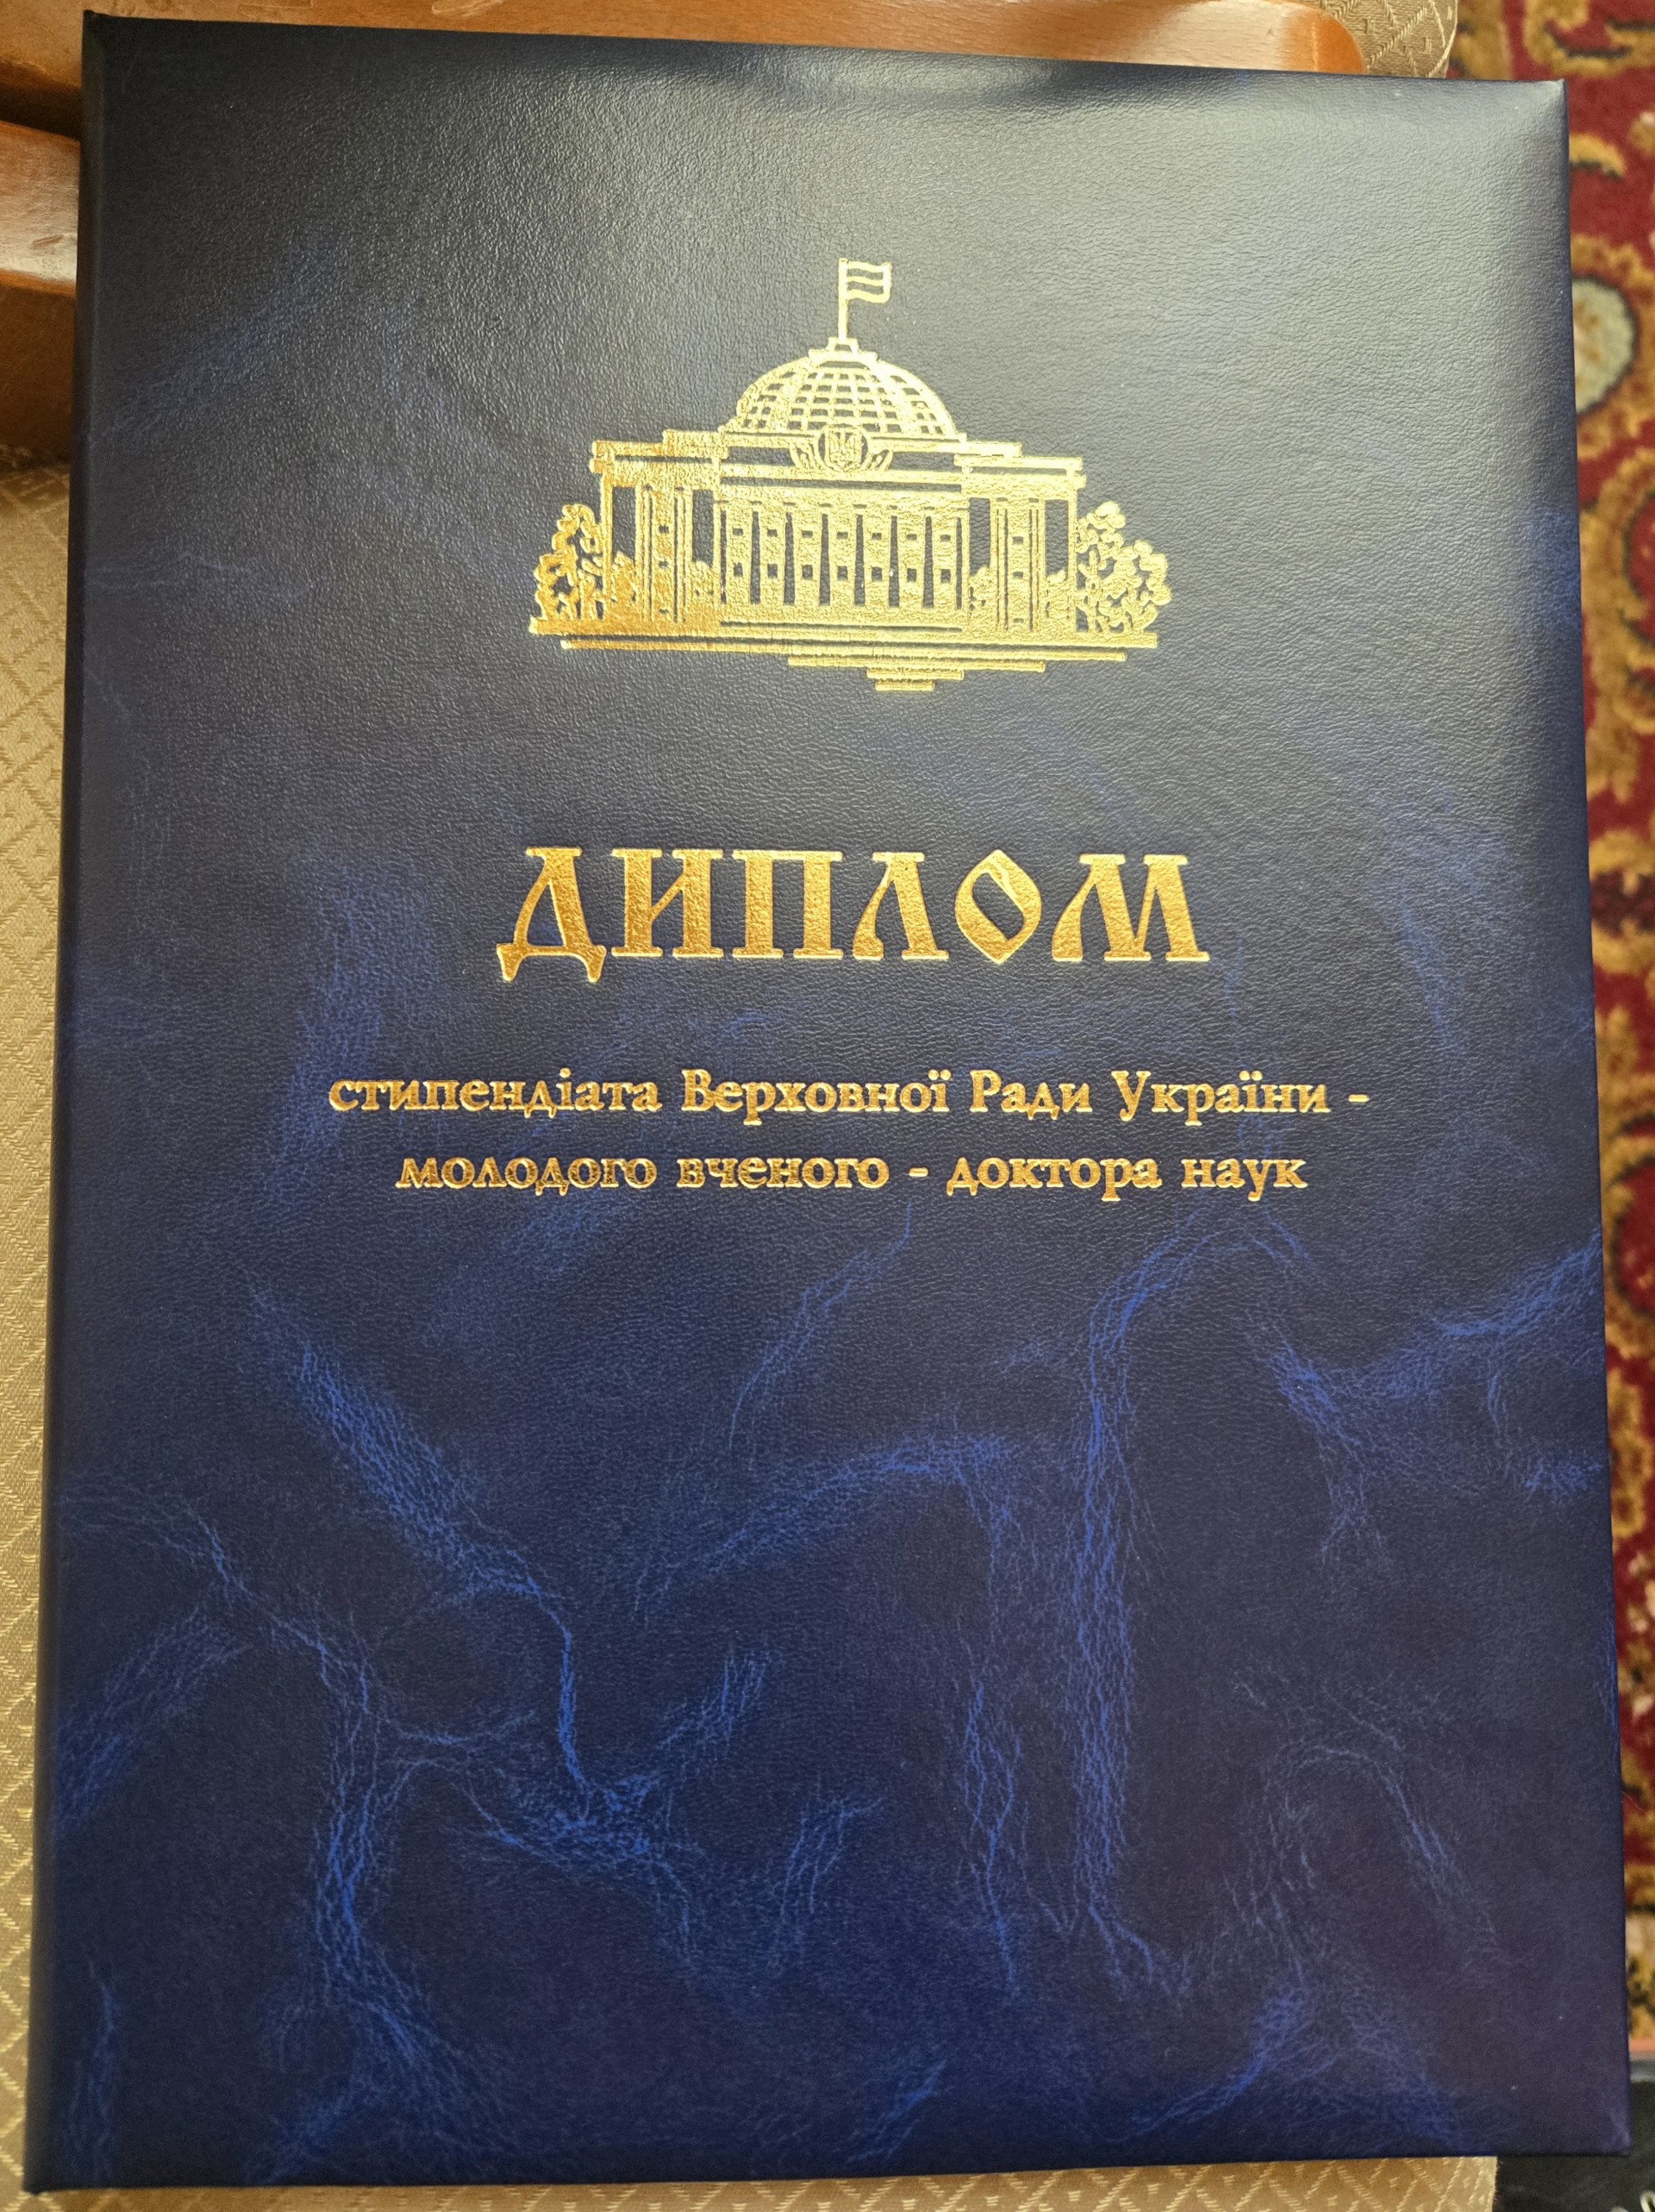 ДИПЛОМ
стипендіата Верховної Ради України -
молодого вченого - доктора наук